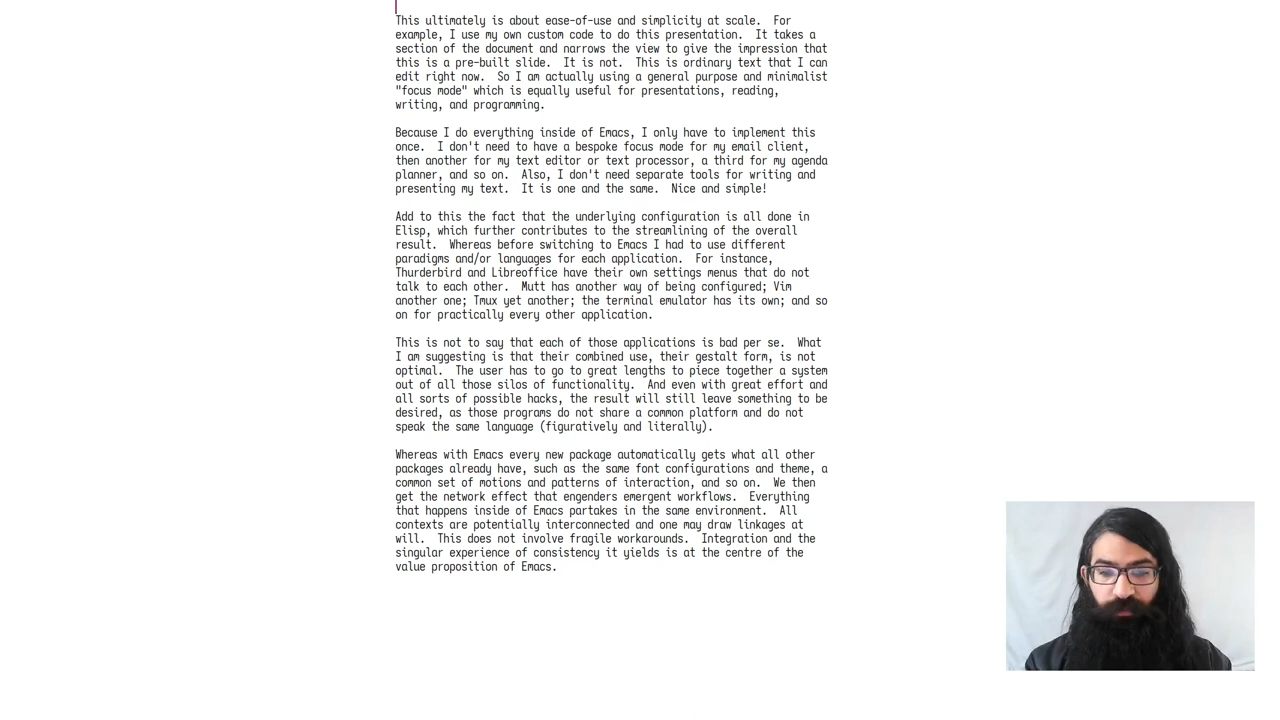 This ultimately is about ease-of-use and simplicity at scale.  For
example, I use my own custom code to do this presentation.  It takes a
section of the document and narrows the view to give the impression that
this is a pre-built slide.  It is not.  This is ordinary text that I can
edit right now.  So I am actually using a general purpose and minimalist
"focus mode" which is equally useful for presentations, reading,
writing, and programming.
Because I do everything inside of Emacs, I only have to implement this
once.  I don't need to have a bespoke focus mode for my email client,
then another for my text editor or text processor, a third for my agenda
planner, and so on.  Also, I don't need separate tools for writing and
presenting my text.  It is one and the same.  Nice and simple!
Add to this the fact that the underlying configuration is all done in
Elisp, which further contributes to the streamlining of the overall
result.  Whereas before switching to Emacs I had to use different
paradigms and/or languages for each application.  For instance,
Thurderbird and Libreoffice have their own settings menus that do not
talk to each other.  Mutt has another way of being configured; Vim
another one; Tmux yet another; the terminal emulator has its own; and so
on for practically every other application.
This is not to say that each of those applications is bad per se.  What
I am suggesting is that their combined use, their gestalt form, is not
optimal.  The user has to go to great lengths to piece together a system
out of all those silos of functionality.  And even with great effort and
all sorts of possible hacks, the result will still leave something to be
desired, as those programs do not share a common platform and do not
speak the same language (figuratively and literally).
Whereas with Emacs every new package automatically gets what all other
packages already have, such as the same font configurations and theme, a
common set of motions and patterns of interaction, and so on.  We then
get the network effect that engenders emergent workflows.  Everything
that happens inside of Emacs partakes in the same environment.  All
contexts are potentially interconnected and one may draw linkages at
will.  This does not involve fragile workarounds.  Integration and the
singular experience of consistency it yields is at the centre of the
value proposition of Emacs.